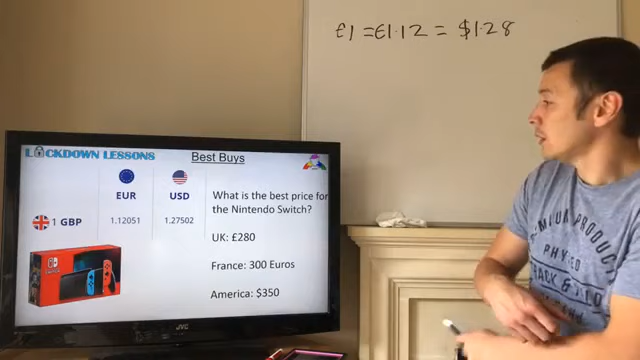 £1 = €1.12 = $1.28
LOCKDOWN LESSONS
Best Buys
EUR
USD
1 GBP
1.12051
1.27502
What is the best price for
the Nintendo Switch?
UK: £280
France: 300 Euros
America: $350
JVC